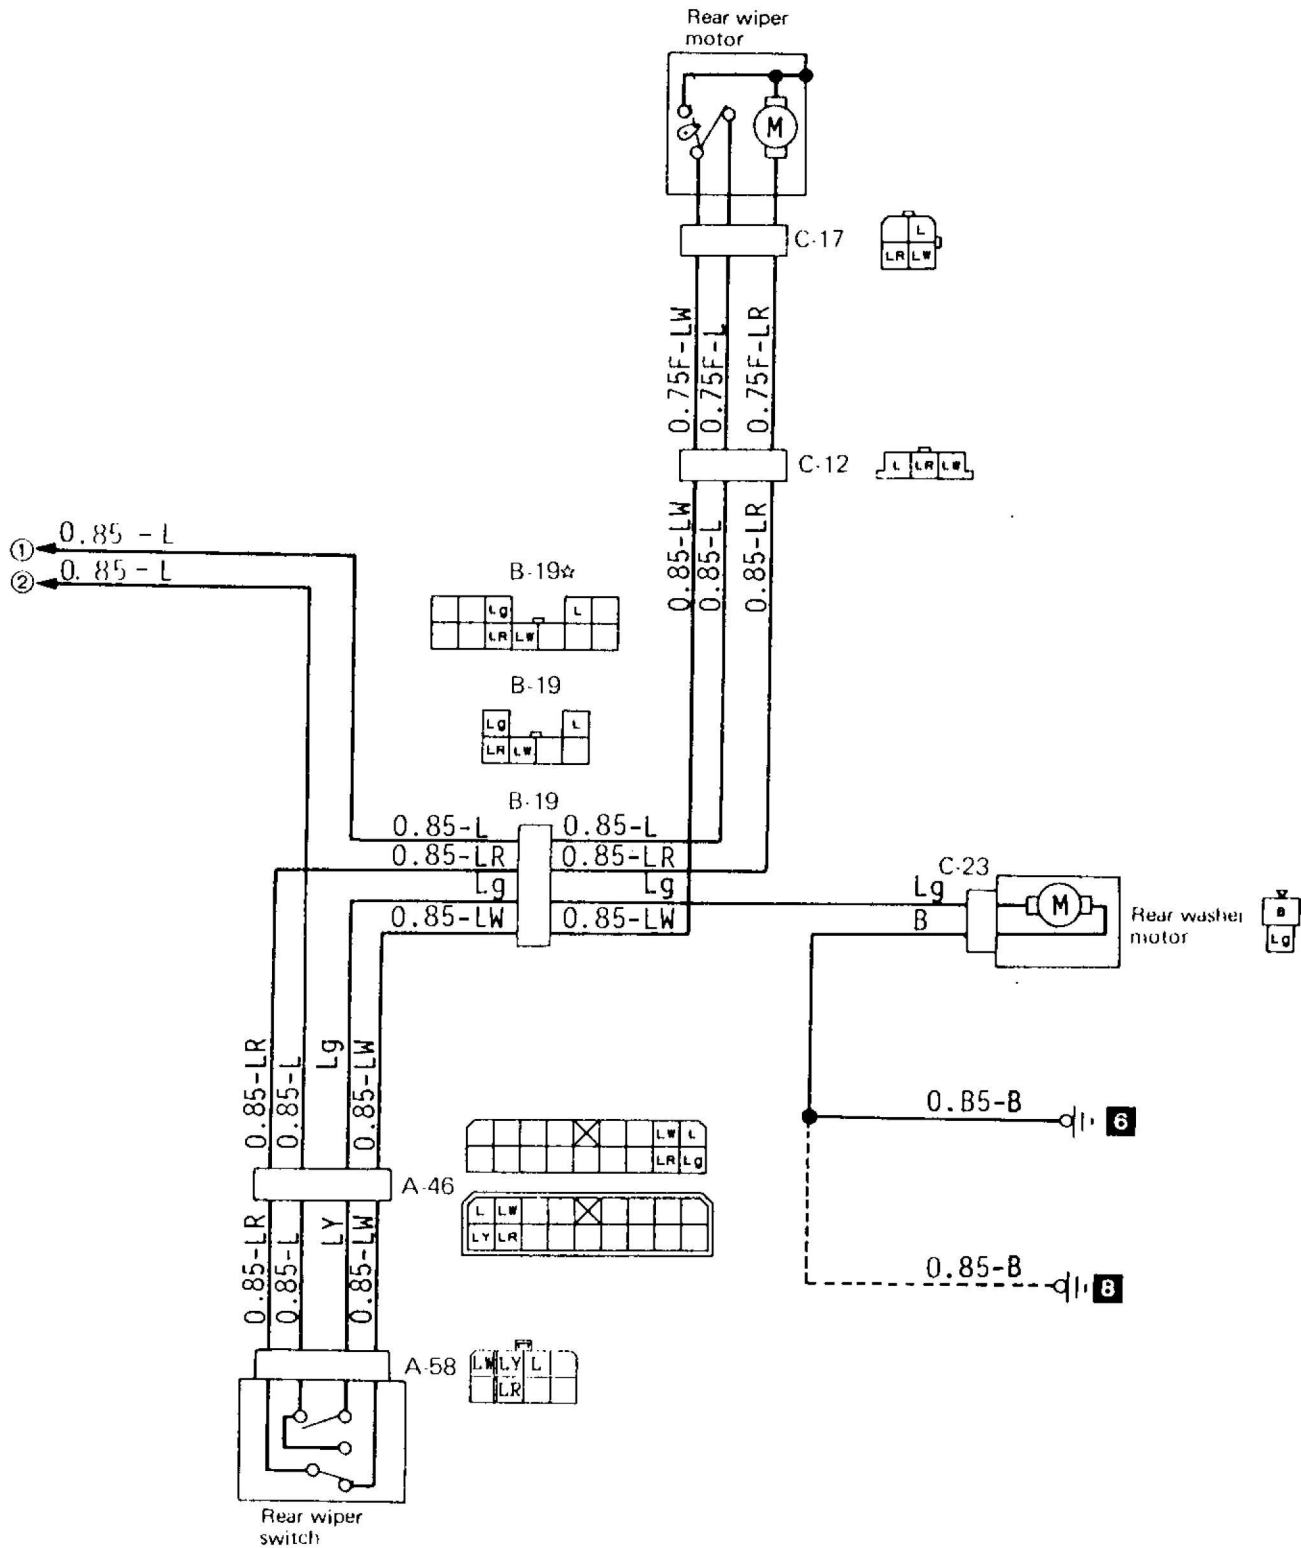 Rear wiper
motor
M
C-17
L
LR LW
0.75F-LW
0.75F-L
0.75F-LR
C-12
L LR LW
0.85-LW
0.85-L
0.85-LR
1 0.85-L
2 0.85-L
B-19☆
Lg L
LR LW
B-19
Lg L
LR LW
B-19
0.85-L 0.85-L
0.85-LR 0.85-LR
Lg Lg
0.85-LW 0.85-LW
C-23
Lg
B
M
Rear washer
motor
B
Lg
0.85-LR
0.85-L
Lg
0.85-LW
0.B5-B 6
LW L
LR Lg
A-46
L LW
LY LR
0.85-LR
0.85-L
LY
0.85-LW
0.85-B 8
A-58
LW LY L
LR
Rear wiper
switch